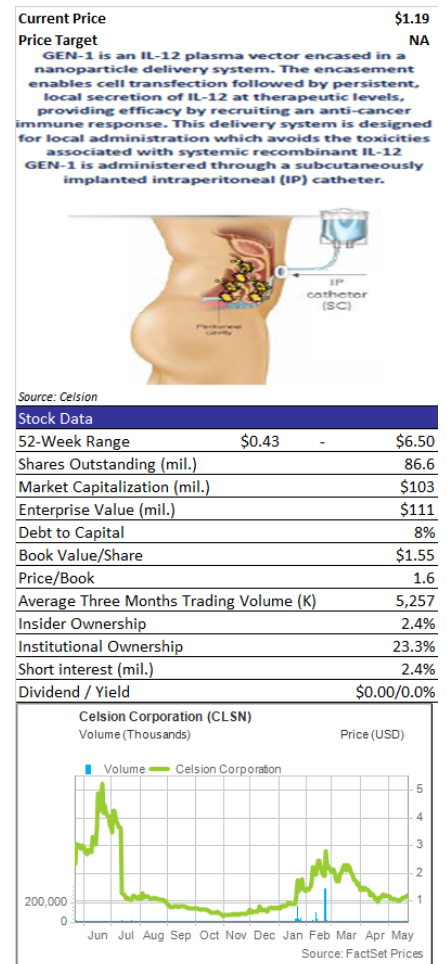 Current Price $1.19
Price Target NA
GEN-1 is an IL-12 plasma vector encased in a
nanoparticle delivery system. The encasement
enables cell transfection followed by persistent,
local secretion of IL-12 at therapeutic levels,
providing efficacy by recruiting an anti-cancer
immune response. This delivery system is designed
for local administration which avoids the toxicities
associated with systemic recombinant IL-12
GEN-1 is administered through a subcutaneously
implanted intraperitoneal (IP) catheter.
IP
catheter
(SC)
Peritoneal
cavity
Source: Celsion
Stock Data
52-Week Range $0.43 - $6.50
Shares Outstanding (mil.) 86.6
Market Capitalization (mil.) $103
Enterprise Value (mil.) $111
Debt to Capital 8%
Book Value/Share $1.55
Price/Book 1.6
Average Three Months Trading Volume (K) 5,257
Insider Ownership 2.4%
Institutional Ownership 23.3%
Short interest (mil.) 2.4%
Dividend / Yield $0.00/0.0%
Celsion Corporation (CLSN)
Volume (Thousands) Price (USD)
Volume Celsion Corporation
5
4
3
2
200,000 1
0
Jun Jul Aug Sep Oct Nov Dec Jan Feb Mar Apr May
Source: FactSet Prices